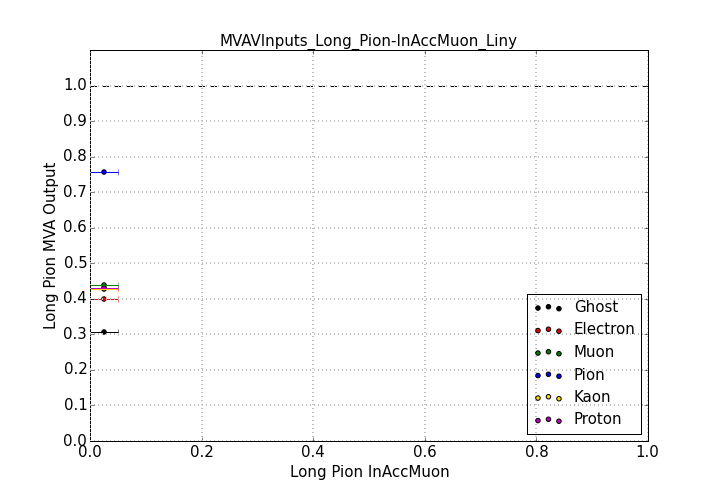 MVAVInputs_Long_Pion-InAccMuon_Liny
Long Pion MVA Output
1.0
0.9
0.8
0.7
0.6
0.5
0.4
0.3
0.2
0.1
0.0
Ghost
Electron
Muon
Pion
Kaon
Proton
0.0 0.2 0.4 0.6 0.8 1.0
Long Pion InAccMuon